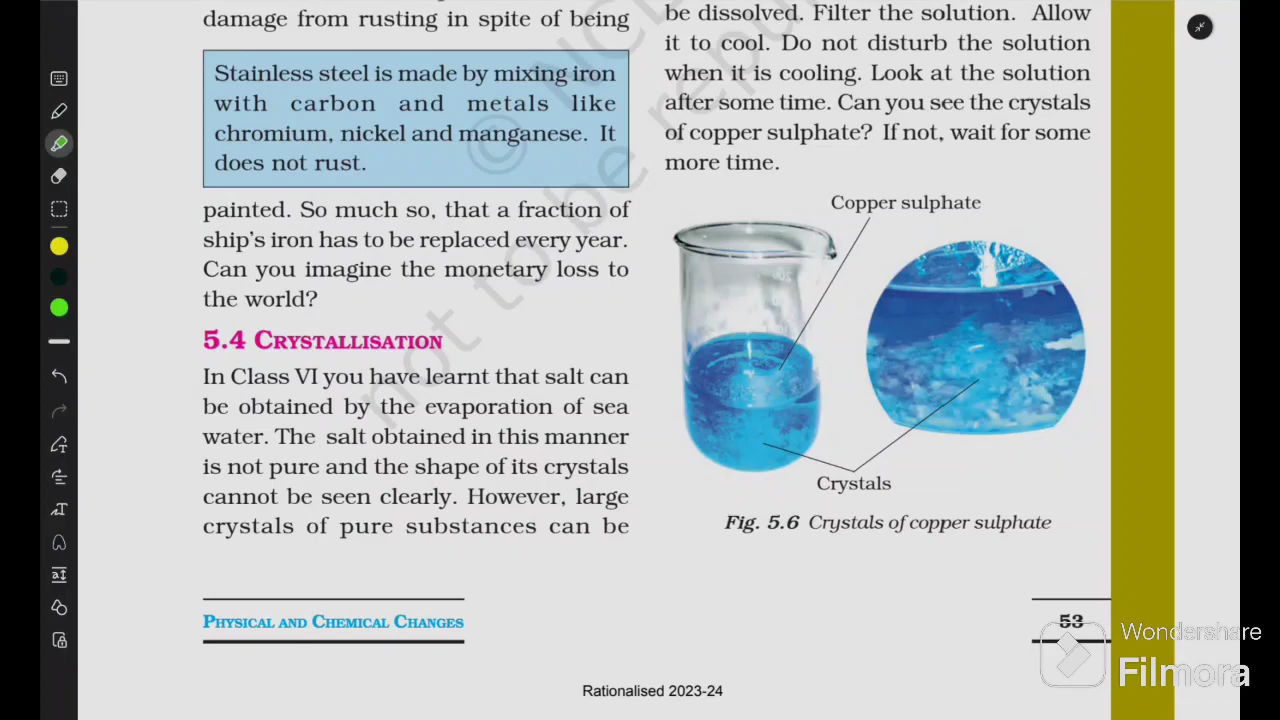 damage from rusting in spite of being
Stainless steel is made by mixing iron
with carbon and metals like
chromium, nickel and manganese. It
does not rust.
painted. So much so, that a fraction of
ship's iron has to be replaced every year.
Can you imagine the monetary loss to
the world?
5.4 CRYSTALLISATION
In Class VI you have learnt that salt can
be obtained by the evaporation of sea
water. The salt obtained in this manner
is not pure and the shape of its crystals
cannot be seen clearly. However, large
crystals of pure substances can be
be dissolved. Filter the solution. Allow
it to cool. Do not disturb the solution
when it is cooling. Look at the solution
after some time. Can you see the crystals
of copper sulphate? If not, wait for some
more time.
Copper sulphate
Crystals
Fig. 5.6 Crystals of copper sulphate
PHYSICAL AND CHEMICAL CHANGES
53
Rationalised 2023-24
not to be repu
© NC
Wondershare
Filmora